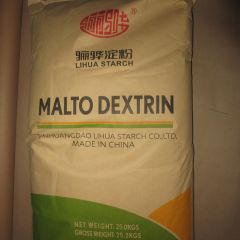 骊骅淀粉
LIHUA STARCH
MALTO DEXTRIN
QINHUANGDAO LIHUA STARCH CO.,LTD.
MADE IN CHINA
NET WEIGHT: 25.0KGS
GROSS WEIGHT: 25.2KGS